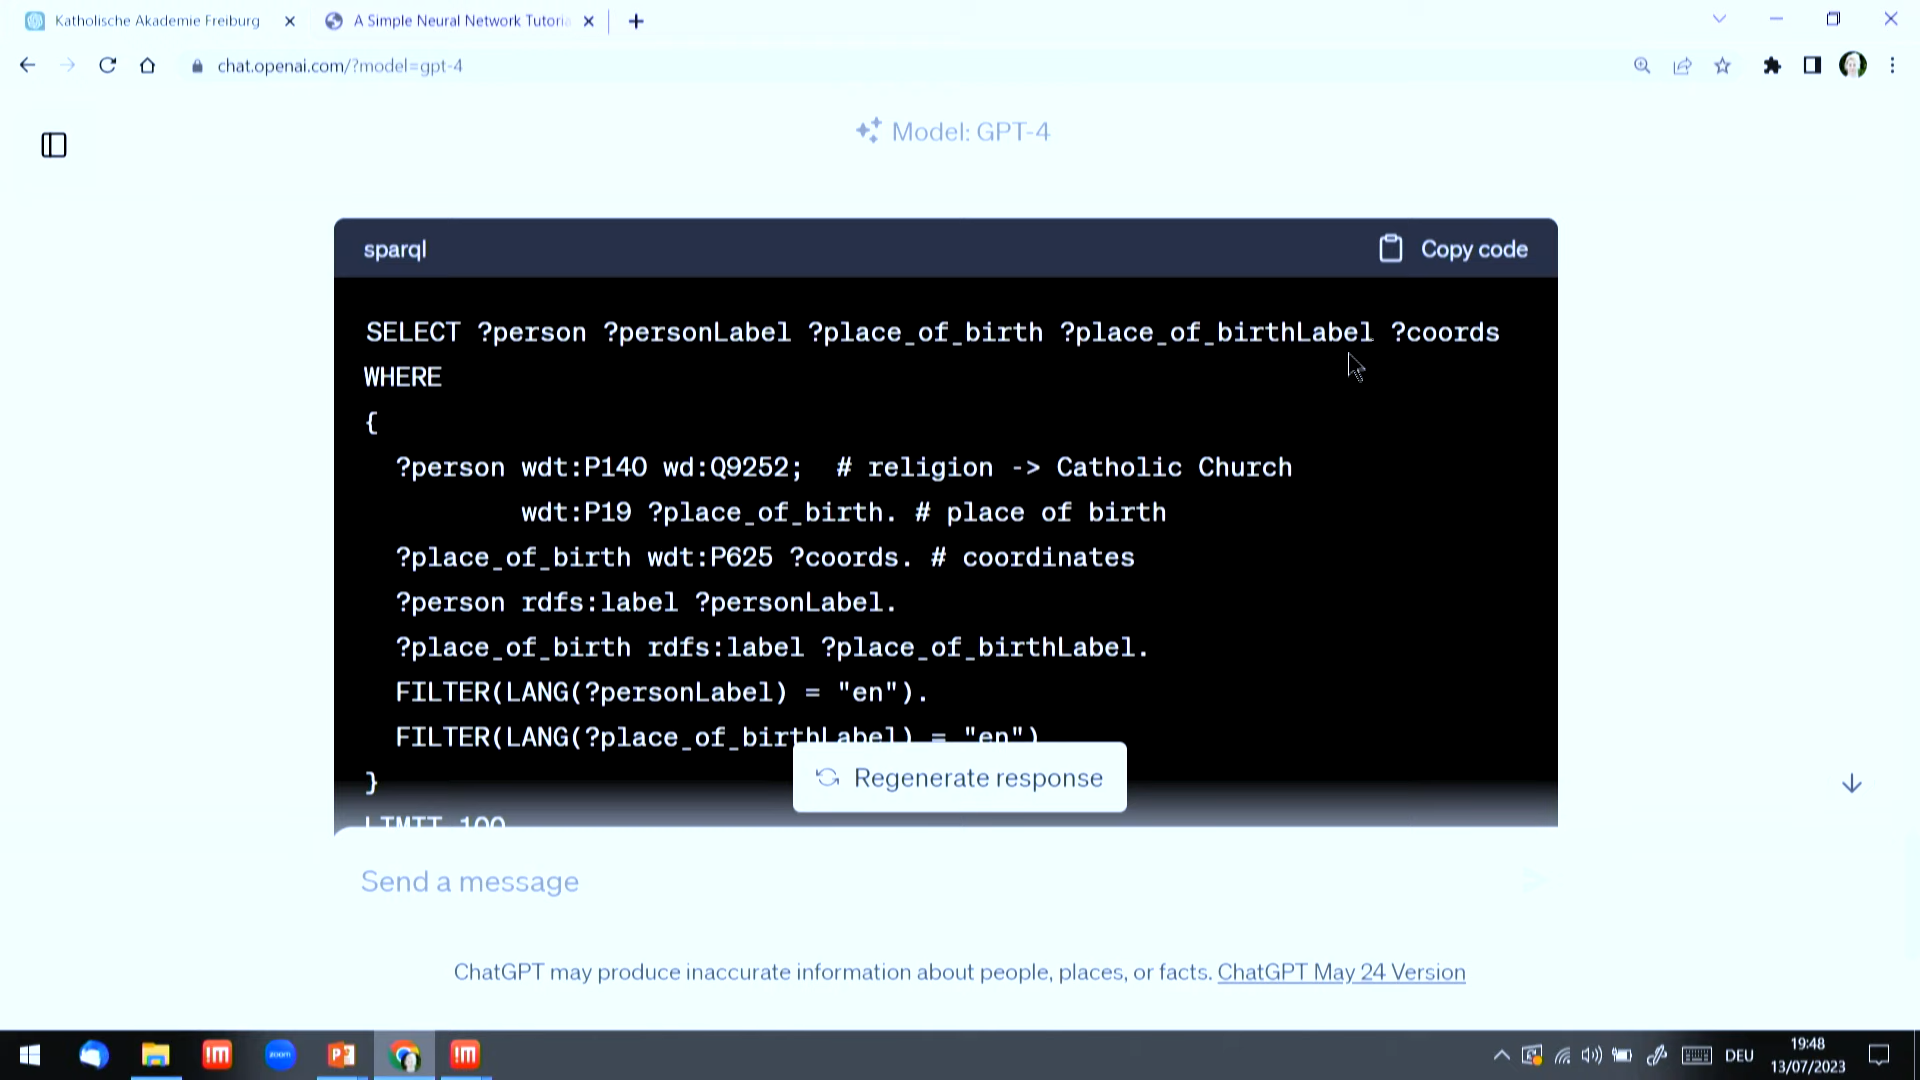 Katholische Akademie Freiburg
A Simple Neural Network Tutoria
chat.openai.com/?model=gpt-4
Model: GPT-4
sparql
Copy code
SELECT ?person ?personLabel ?place_of_birth ?place_of_birthLabel ?coords
WHERE
{
?person wdt:P140 wd:Q9252; # religion -> Catholic Church
wdt:P19 ?place_of_birth. # place of birth
?place_of_birth wdt:P625 ?coords. # coordinates
?person rdfs:label ?personLabel.
?place_of_birth rdfs:label ?place_of_birthLabel.
FILTER(LANG(?personLabel) = "en").
FILTER(LANG(?place_of_birthLabel) = "en")
}
LIMIT 100
Regenerate response
Send a message
ChatGPT may produce inaccurate information about people, places, or facts. ChatGPT May 24 Version
zoom
DEU
19:48
13/07/2023